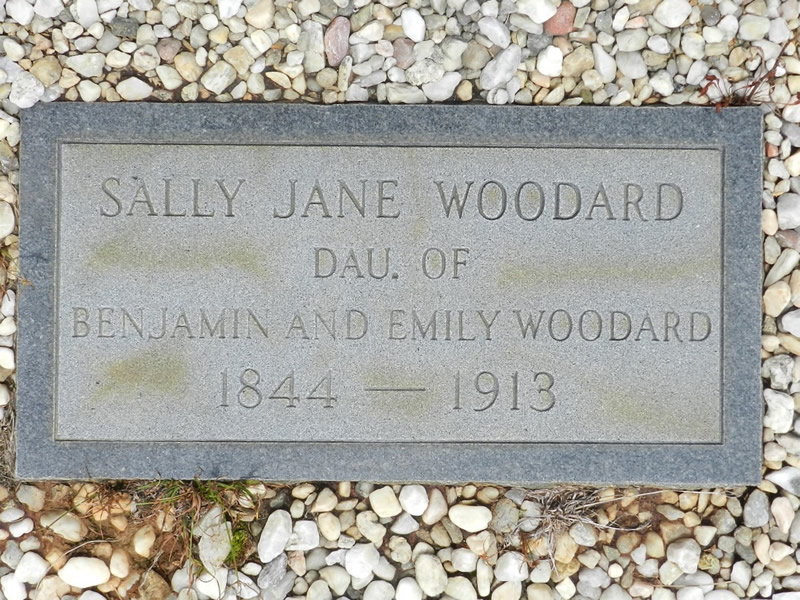 SALLY JANE WOODARD
DAU. OF
BENJAMIN AND EMILY WOODARD
1844 — 1913